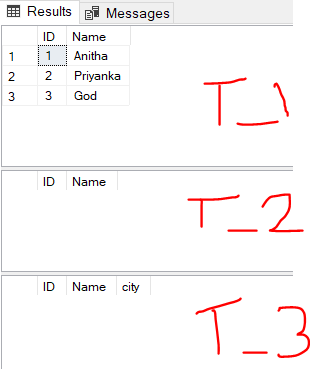 Results Messages
ID Name
1 1 Anitha
2 2 Priyanka
3 3 God
T_1
ID Name
T_2
ID Name city
T_3